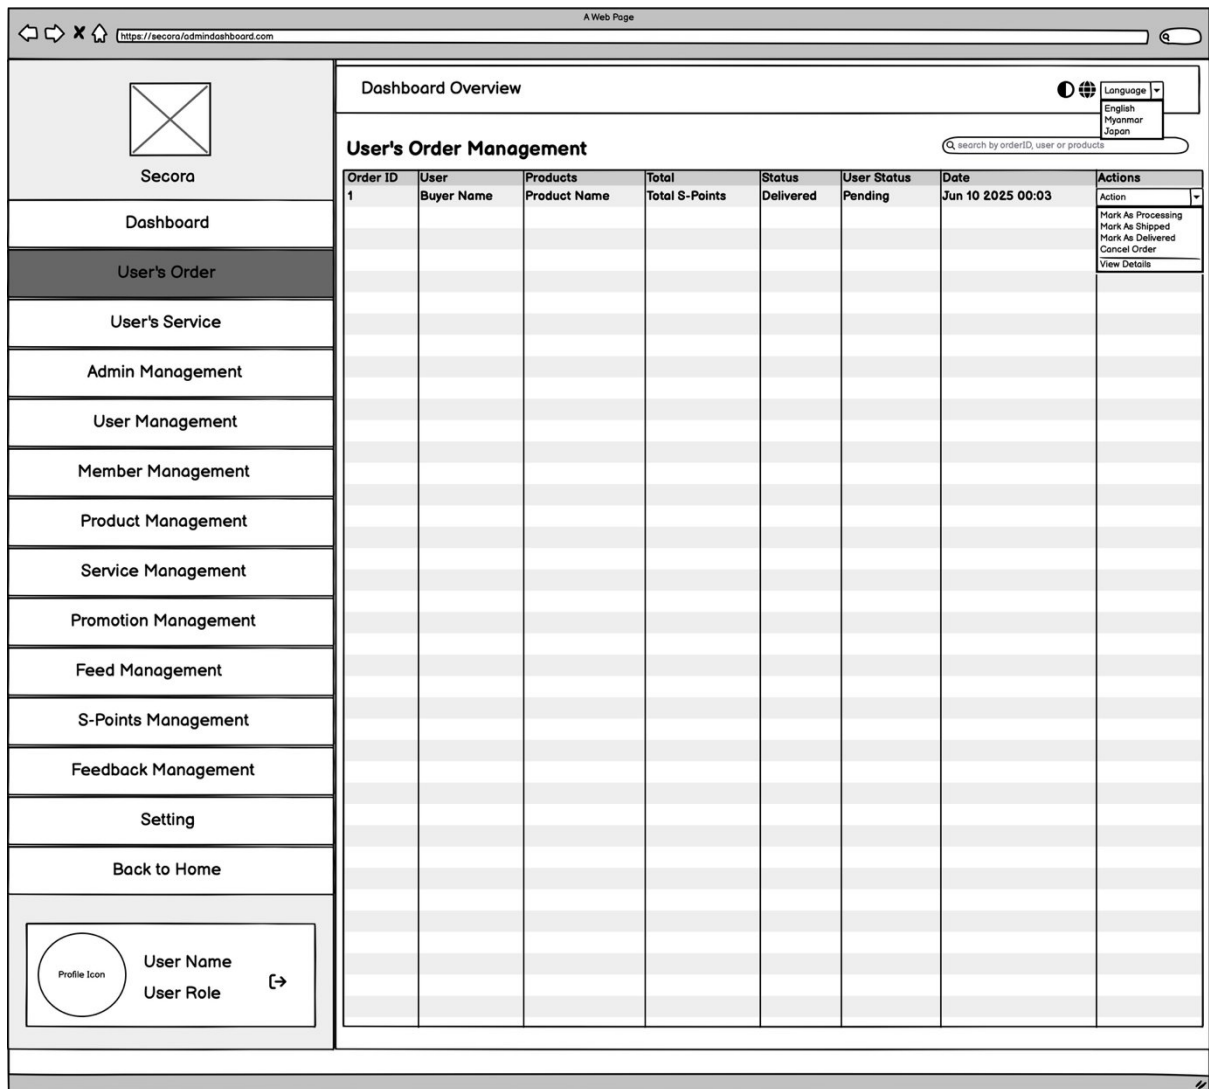 A Web Page
https://secora/admindashboard.com
Secora
Dashboard
User's Order
User's Service
Admin Management
User Management
Member Management
Product Management
Service Management
Promotion Management
Feed Management
S-Points Management
Feedback Management
Setting
Back to Home
Profile Icon
User Name
User Role
Dashboard Overview
Language
English
Myanmar
Japan
User's Order Management
search by orderID, user or products
Order ID User Products Total Status User Status Date Actions
1 Buyer Name Product Name Total S-Points Delivered Pending Jun 10 2025 00:03 Action
Mark As Processing
Mark As Shipped
Mark As Delivered
Cancel Order
View Details